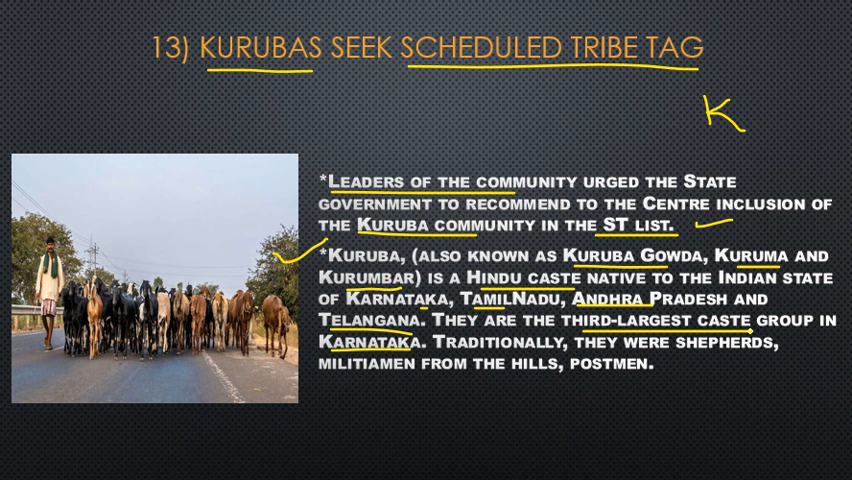 13) KURUBAS SEEK SCHEDULED TRIBE TAG
K
*LEADERS OF THE COMMUNITY URGED THE STATE
GOVERNMENT TO RECOMMEND TO THE CENTRE INCLUSION OF
THE KURUBA COMMUNITY IN THE ST LIST.
*KURUBA, (ALSO KNOWN AS KURUBA GOWDA, KURUMA AND
KURUMBAR) IS A HINDU CASTE NATIVE TO THE INDIAN STATE
OF KARNATAKA, TAMILNADU, ANDHRA PRADESH AND
TELANGANA. THEY ARE THE THIRD-LARGEST CASTE GROUP IN
KARNATAKA. TRADITIONALLY, THEY WERE SHEPHERDS,
MILITIAMEN FROM THE HILLS, POSTMEN.